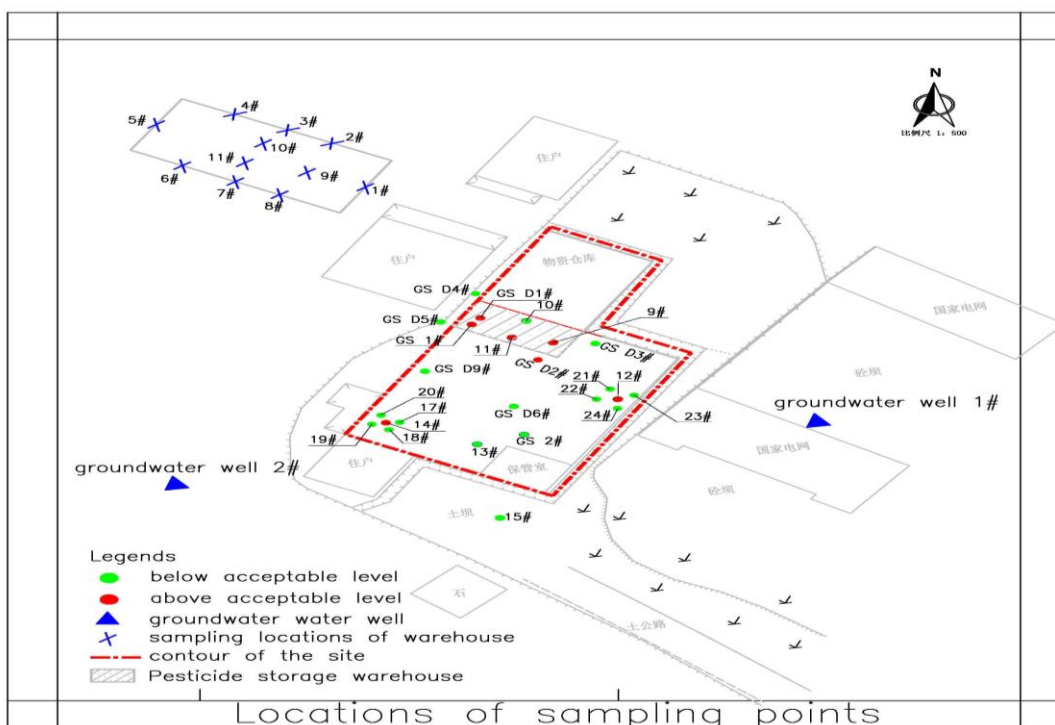 N
比例尺 1:500
4#
5#
3#
2#
10#
11#
9#
6#
7#
8#
1#
住户
住户
物资仓库
GS D4#
GS D1#
10#
国家电网
GS D5#
9#
GS 1#
11#
GS D3#
GS D2#
砼坝
GS D9#
21#
12#
22#
20#
17#
GS D6#
24#
23#
groundwater well 1#
14#
19#
18#
GS 2#
13#
国家电网
groundwater well 2#
住户
保管室
砼坝
土坝
15#
Legends
below acceptable level
above acceptable level
石
groundwater water well
sampling locations of warehouse
土公路
contour of the site
Pesticide storage warehouse
Locations of sampling points